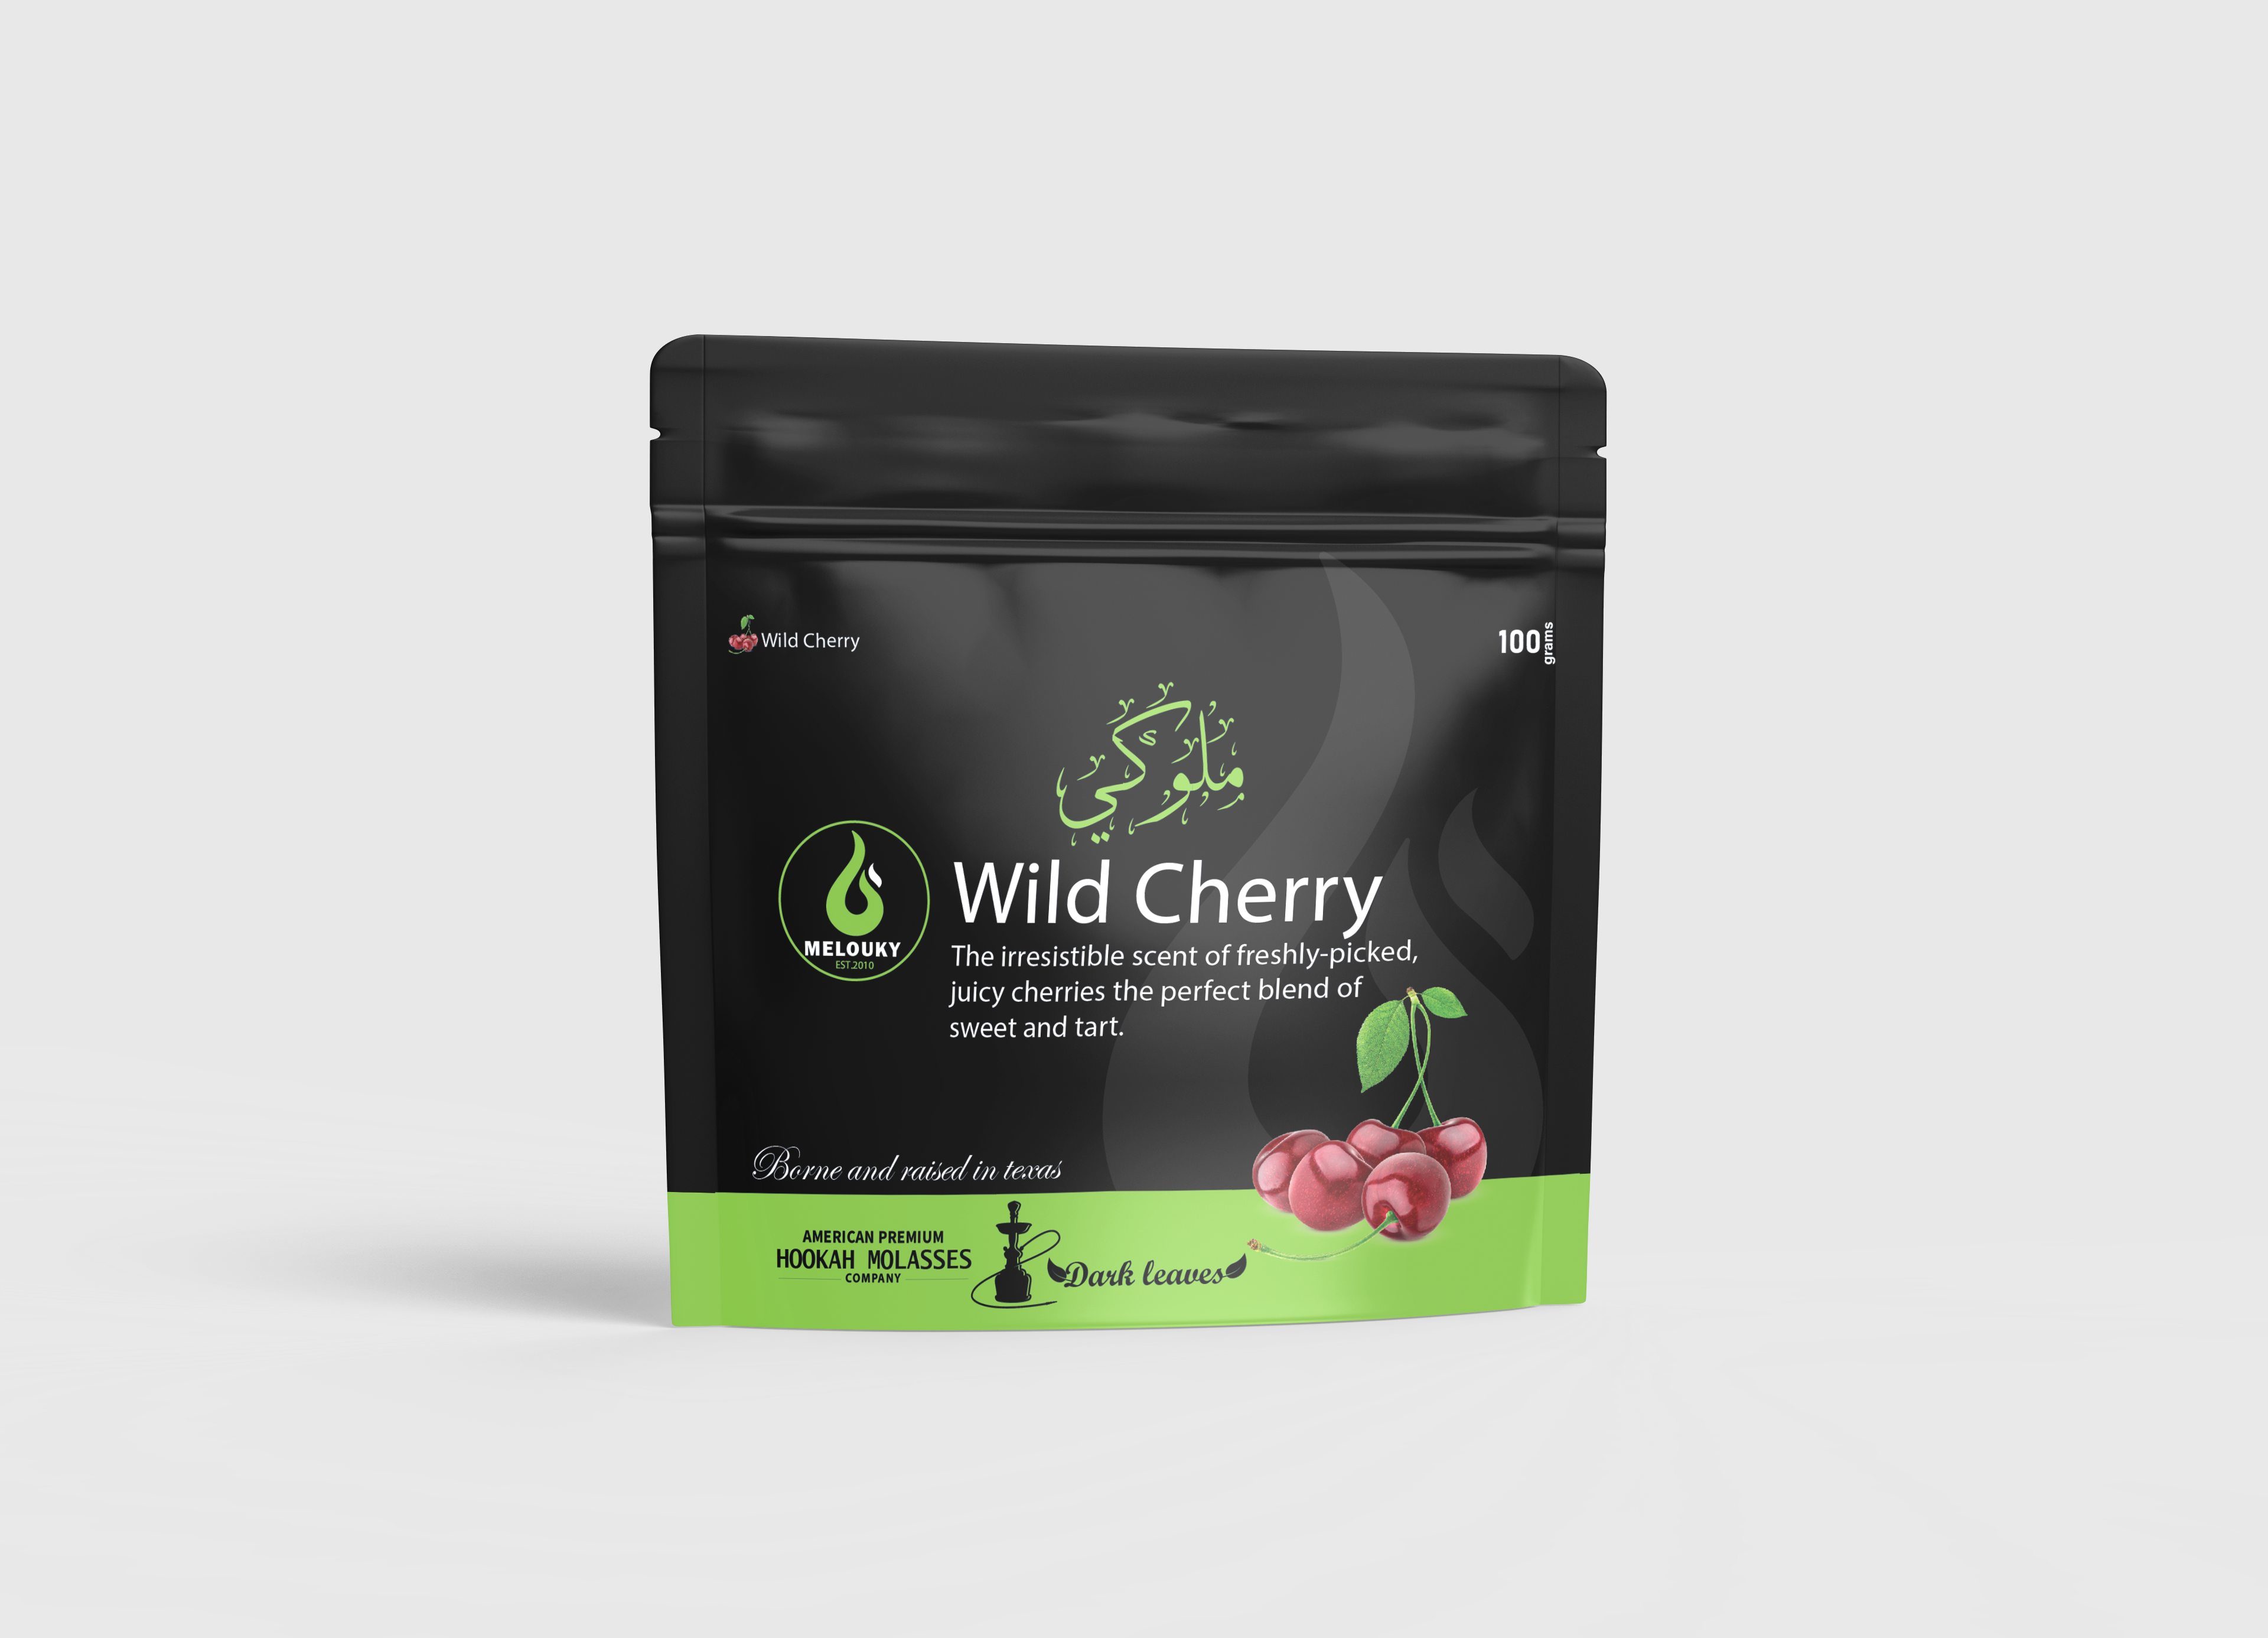 Wild Cherry
100
grams
ملوكي
Wild Cherry
The irresistible scent of freshly-picked,
juicy cherries the perfect blend of
sweet and tart.
MELOUKY
EST.2010
Borne and raised in texas
AMERICAN PREMIUM
HOOKAH MOLASSES
COMPANY
Dark leaves